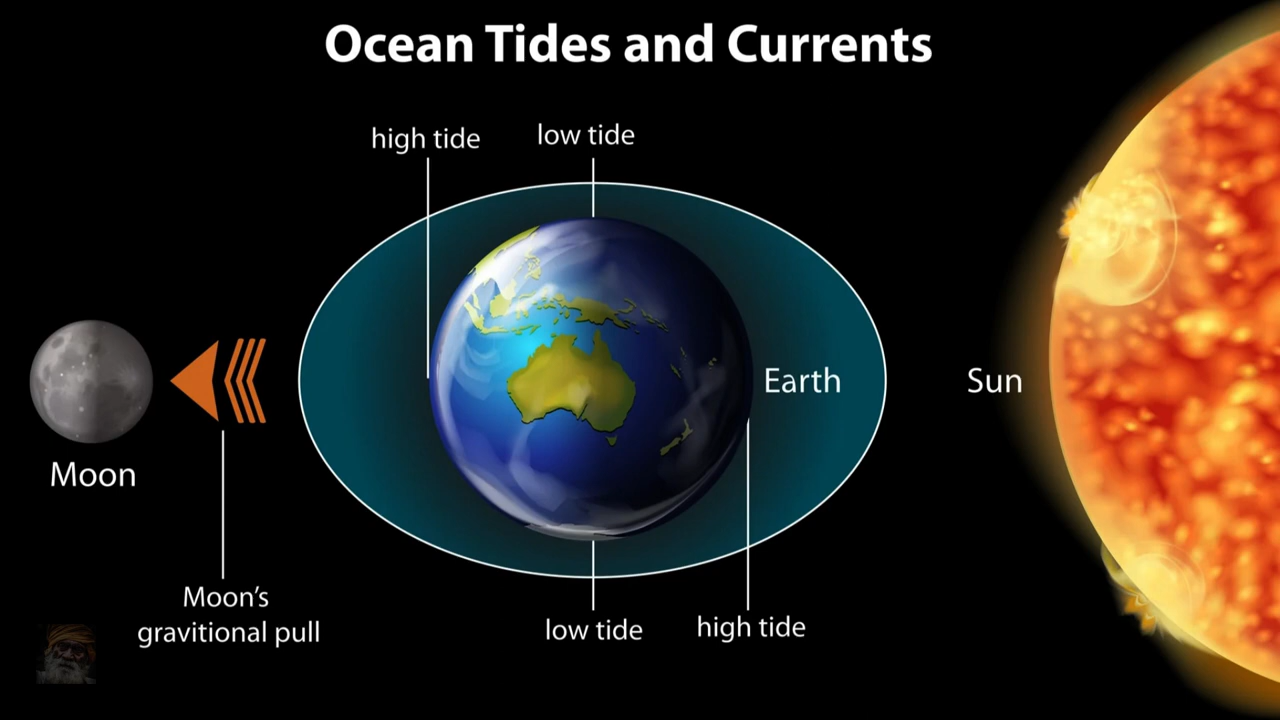 Ocean Tides and Currents
high tide
low tide
Earth
Sun
Moon
Moon's
gravitional pull
low tide
high tide